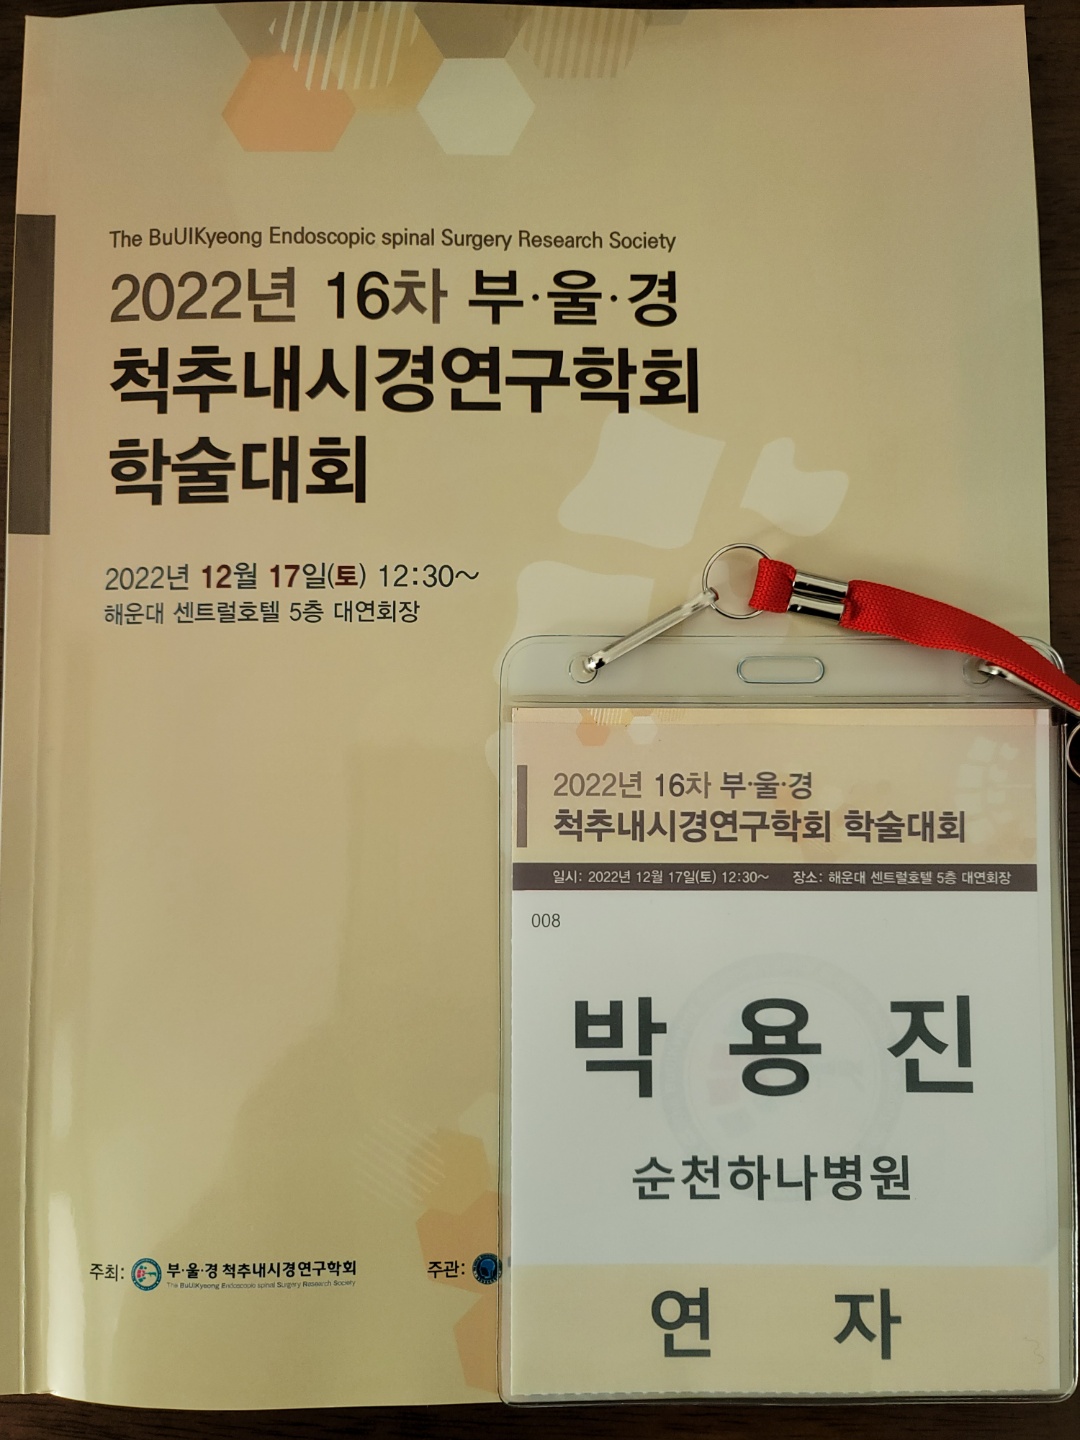 The BuUlKyeong Endoscopic spinal Surgery Research Society
2022년 16차 부·울·경
척추내시경연구학회
학술대회
2022년 12월 17일(토) 12:30~
해운대 센트럴호텔 5층 대연회장
주최: 부·울·경 척추내시경연구학회
The BuUlKyeong Endoscopic spinal Surgery Research Society
주관:
2022년 16차 부·울·경
척추내시경연구학회 학술대회
일시: 2022년 12월 17일(토) 12:30~ 장소: 해운대 센트럴호텔 5층 대연회장
008
박 용 진
순천하나병원
연 자